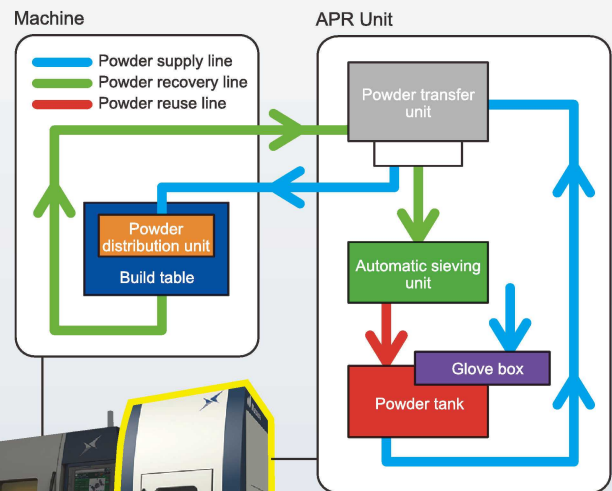 Machine
APR Unit
Powder supply line
Powder recovery line
Powder reuse line
Powder transfer
unit
Powder
distribution unit
Build table
Automatic sieving
unit
Glove box
Powder tank